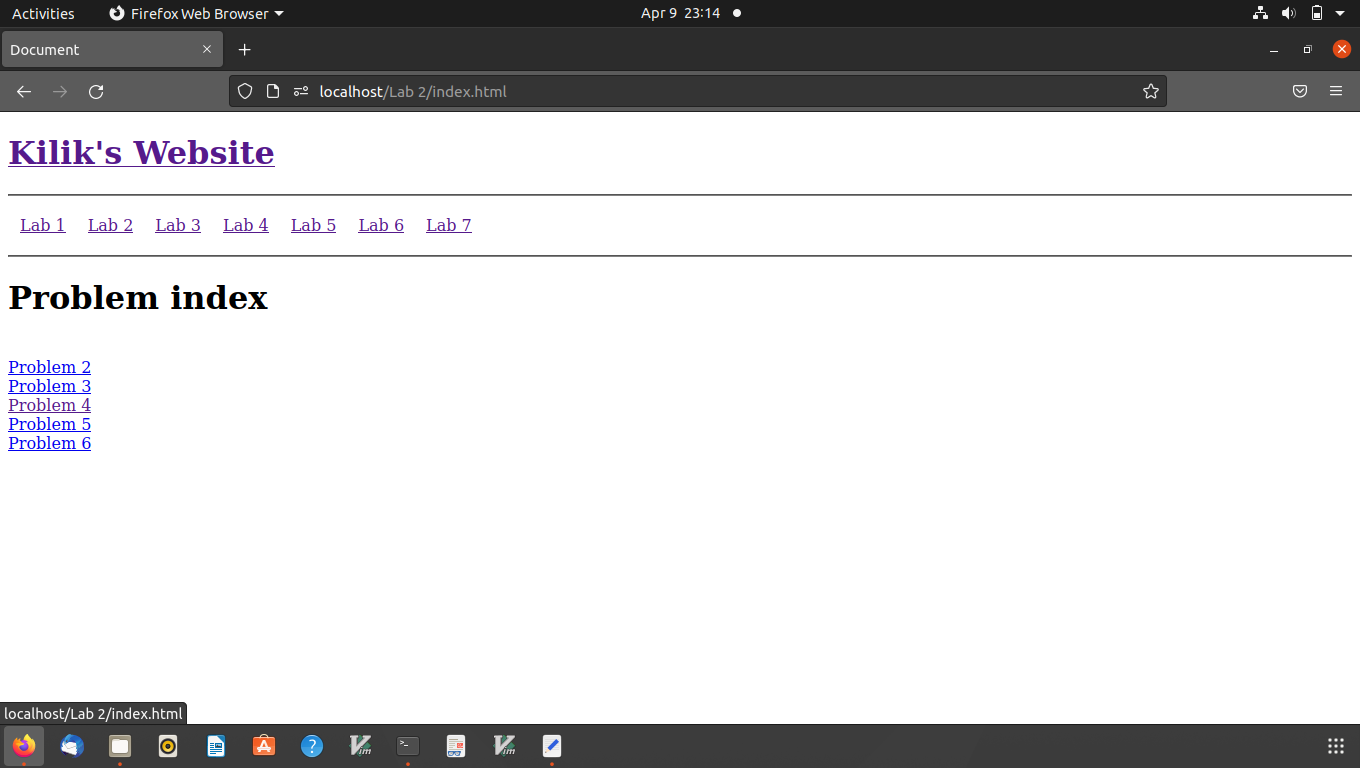 Activities Firefox Web Browser Apr 9 23:14
Document
localhost/Lab 2/index.html
Kilik's Website
Lab 1 Lab 2 Lab 3 Lab 4 Lab 5 Lab 6 Lab 7
Problem index
Problem 2
Problem 3
Problem 4
Problem 5
Problem 6
localhost/Lab 2/index.html